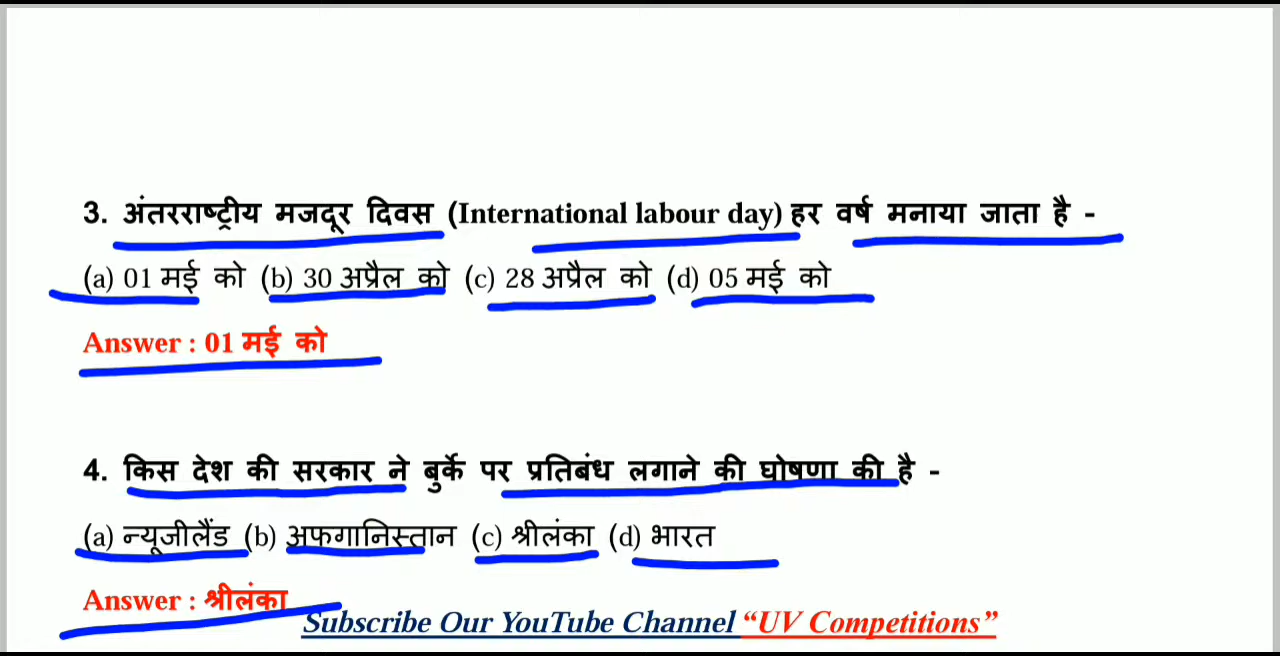 3. अंतरराष्ट्रीय मजदूर दिवस (International labour day) हर वर्ष मनाया जाता है -
(a) 01 मई को (b) 30 अप्रैल को (c) 28 अप्रैल को (d) 05 मई को
Answer : 01 मई को
4. किस देश की सरकार ने बुर्के पर प्रतिबंध लगाने की घोषणा की है -
(a) न्यूजीलैंड (b) अफगानिस्तान (c) श्रीलंका (d) भारत
Answer : श्रीलंका
Subscribe Our YouTube Channel “UV Competitions”